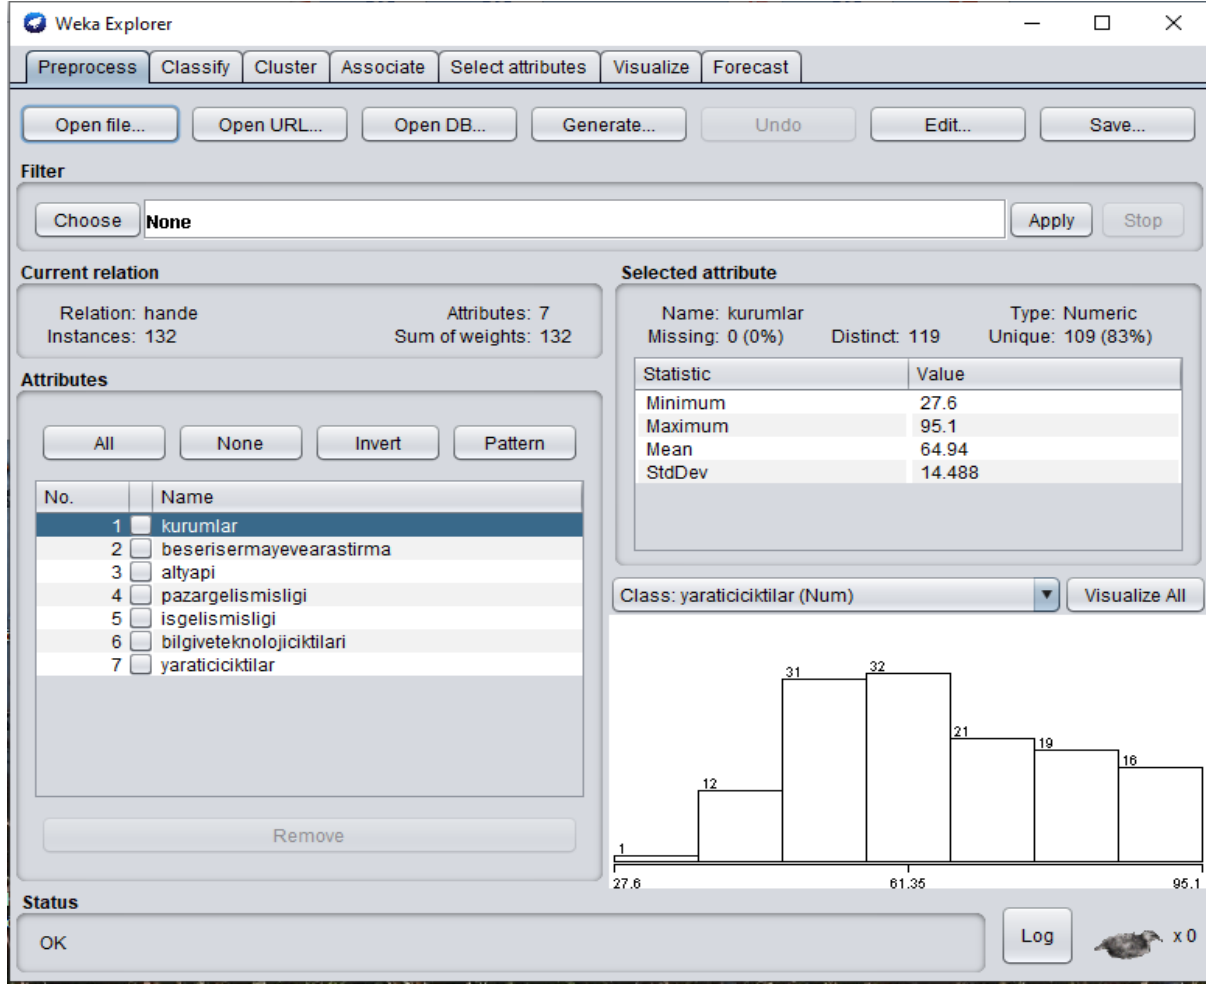 Weka Explorer
Preprocess Classify Cluster Associate Select attributes Visualize Forecast
Open file... Open URL... Open DB... Generate... Undo Edit... Save...
Filter
Choose None Apply Stop
Current relation
Relation: hande Attributes: 7
Instances: 132 Sum of weights: 132
Attributes
All None Invert Pattern
No. Name
1 kurumlar
2 beserisermayevearastirma
3 altyapi
4 pazargelismisligi
5 isgelismisligi
6 bilgiveteknolojiciktilari
7 yaraticiciktilar
Remove
Selected attribute
Name: kurumlar Type: Numeric
Missing: 0 (0%) Distinct: 119 Unique: 109 (83%)
Statistic Value
Minimum 27.6
Maximum 95.1
Mean 64.94
StdDev 14.488
Class: yaraticiciktilar (Num) Visualize All
1 12 31 32 21 19 16
27.6 61.35 95.1
Status
OK Log x 0